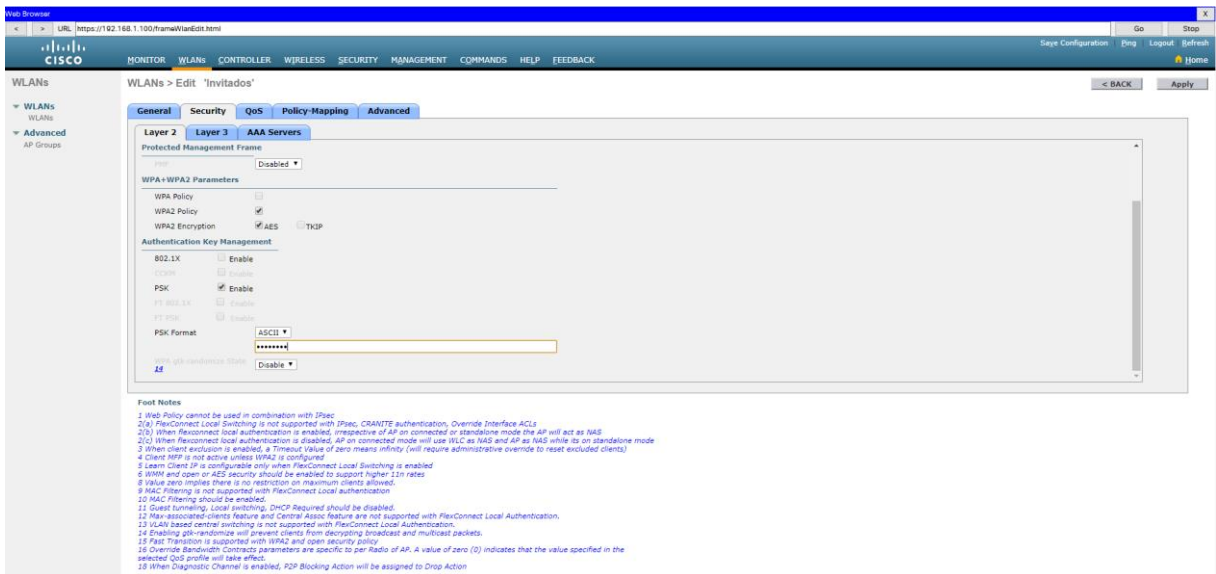 Web Browser X
< > URL https://192.168.1.100/frameWlanEdit.html Go Stop
Save Configuration Ping Logout Refresh
CISCO MONITOR WLANs CONTROLLER WIRELESS SECURITY MANAGEMENT COMMANDS HELP FEEDBACK Home
WLANs
WLANs > Edit 'Invitados' < BACK Apply
WLANs
WLANs
Advanced
AP Groups
General Security QoS Policy-Mapping Advanced
Layer 2 Layer 3 AAA Servers
Protected Management Frame
PMF Disabled
WPA+WPA2 Parameters
WPA Policy
WPA2 Policy
WPA2 Encryption AES TKIP
Authentication Key Management
802.1X Enable
CCKM Enable
PSK Enable
FT 802.1X Enable
FT PSK Enable
PSK Format ASCII
••••••••
WPA gtk-randomize State Disable
14
Foot Notes
1 Web Policy cannot be used in combination with IPsec
2(a) FlexConnect Local Switching is not supported with IPsec, CRANITE authentication, Override Interface ACLs
2(b) When flexconnect local authentication is enabled, irrespective of AP on connected or standalone mode the AP will act as NAS
2(c) When flexconnect local authentication is disabled, AP on connected mode will use WLC as NAS and AP as NAS while its on standalone mode
3 When client exclusion is enabled, a Timeout Value of zero means infinity (will require administrative override to reset excluded clients)
4 Client MFP is not active unless WPA2 is configured
5 Learn Client IP is configurable only when FlexConnect Local Switching is enabled
6 WMM and open or AES security should be enabled to support higher 11n rates
8 Value zero implies there is no restriction on maximum clients allowed.
9 MAC Filtering is not supported with FlexConnect Local authentication
10 MAC Filtering should be enabled.
11 Guest tunneling, Local switching, DHCP Required should be disabled.
12 Max-associated-clients feature and Central Assoc feature are not supported with FlexConnect Local Authentication.
13 VLAN based central switching is not supported with FlexConnect Local Authentication.
14 Enabling gtk-randomize will prevent clients from decrypting broadcast and multicast packets.
15 Fast Transition is supported with WPA2 and open security policy
16 Override Bandwidth Contracts parameters are specific to per Radio of AP. A value of zero (0) indicates that the value specified in the
selected QoS profile will take effect.
18 When Diagnostic Channel is enabled, P2P Blocking Action will be assigned to Drop Action